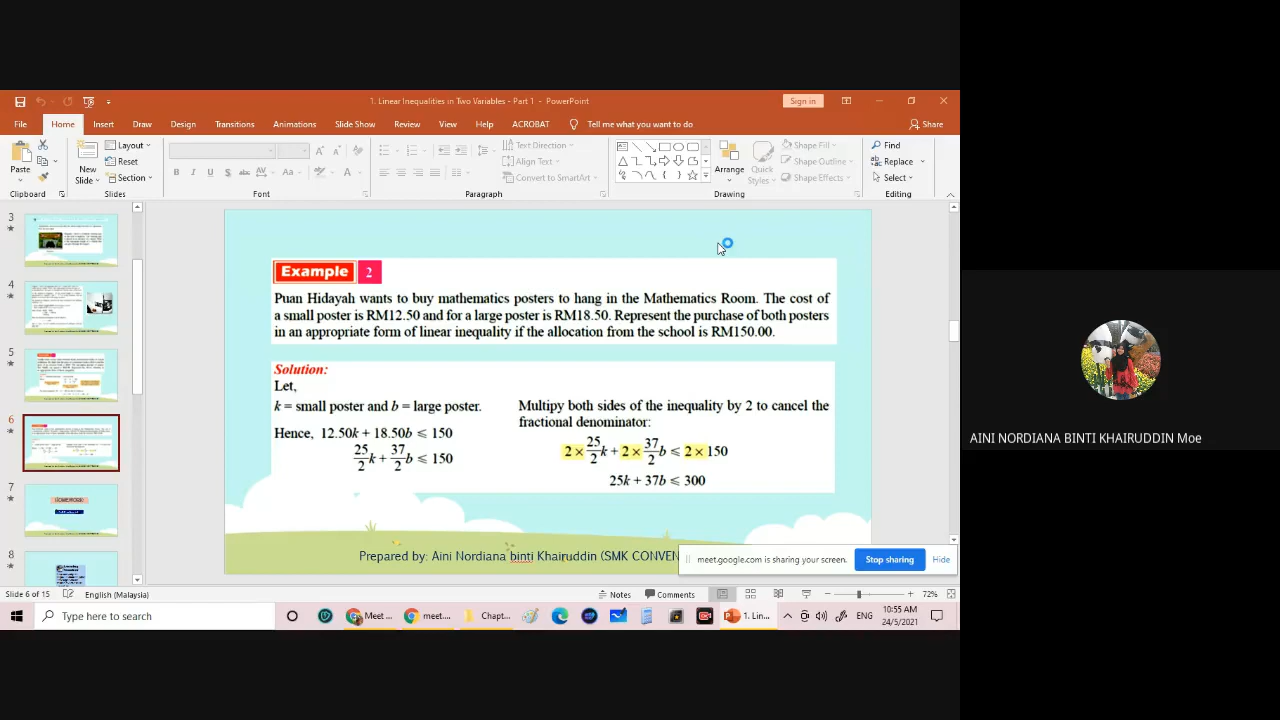 1. Linear Inequalities in Two Variables - Part 1 - PowerPoint
Sign in
File Home Insert Draw Design Transitions Animations Slide Show Review View Help ACROBAT Tell me what you want to do Share
Paste
Clipboard
New Slide
Layout
Reset
Section
Slides
Font
Text Direction
Align Text
Convert to SmartArt
Paragraph
Arrange
Quick Styles
Shape Fill
Shape Outline
Shape Effects
Drawing
Find
Replace
Select
Editing
3
4
5
6
7
8
Example 2
Puan Hidayah wants to buy mathematics posters to hang in the Mathematics Room. The cost of
a small poster is RM12.50 and for a large poster is RM18.50. Represent the purchase of both posters
in an appropriate form of linear inequality if the allocation from the school is RM150.00.
Solution:
Let,
k = small poster and b = large poster.
Hence, 12.50k + 18.50b ⩽ 150
25/2 k + 37/2 b ⩽ 150
Multipy both sides of the inequality by 2 to cancel the
fractional denominator:
2 × 25/2 k + 2 × 37/2 b ⩽ 2 × 150
25k + 37b ⩽ 300
Prepared by: Aini Nordiana binti Khairuddin (SMK CONVEN
meet.google.com is sharing your screen. Stop sharing Hide
AINI NORDIANA BINTI KHAIRUDDIN Moe
Slide 6 of 15 English (Malaysia) Notes Comments 72%
Type here to search Meet ... meet.... Chapt... 1. Lin... ENG 10:55 AM
24/5/2021